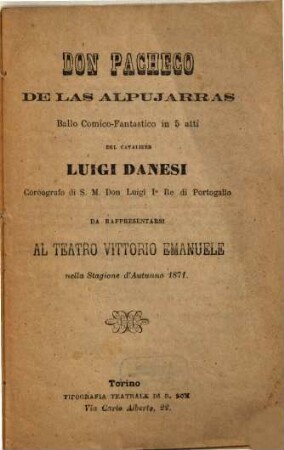 DON PACHECO
DE LAS ALPUJARRAS
Ballo Comico-Fantastico in 5 atti
DEL CAVALIERE
LUIGI DANESI
Coreografo di S. M. Don Luigi I° Re di Portogallo
DA RAPPRESENTARSI
AL TEATRO VITTORIO EMANUELE
nella Stagione d'Autunno 1871.
Torino
TIPOGRAFIA TEATRALE DI B. SOM
Via Carlo Alberto, 22.